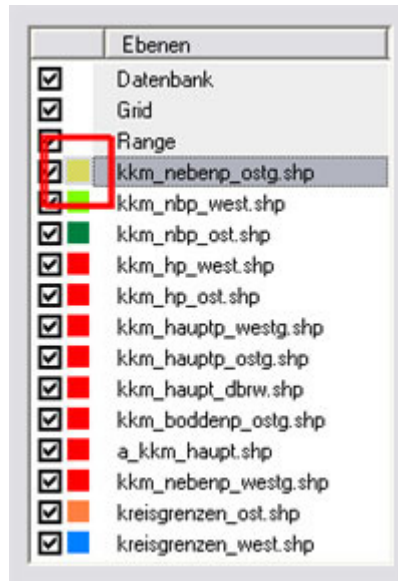 Ebenen
Datenbank
Grid
Range
kkm_nebenp_ostg.shp
kkm_nbp_west.shp
kkm_nbp_ost.shp
kkm_hp_west.shp
kkm_hp_ost.shp
kkm_hauptp_westg.shp
kkm_hauptp_ostg.shp
kkm_haupt_dbrw.shp
kkm_boddenp_ostg.shp
a_kkm_haupt.shp
kkm_nebenp_westg.shp
kreisgrenzen_ost.shp
kreisgrenzen_west.shp